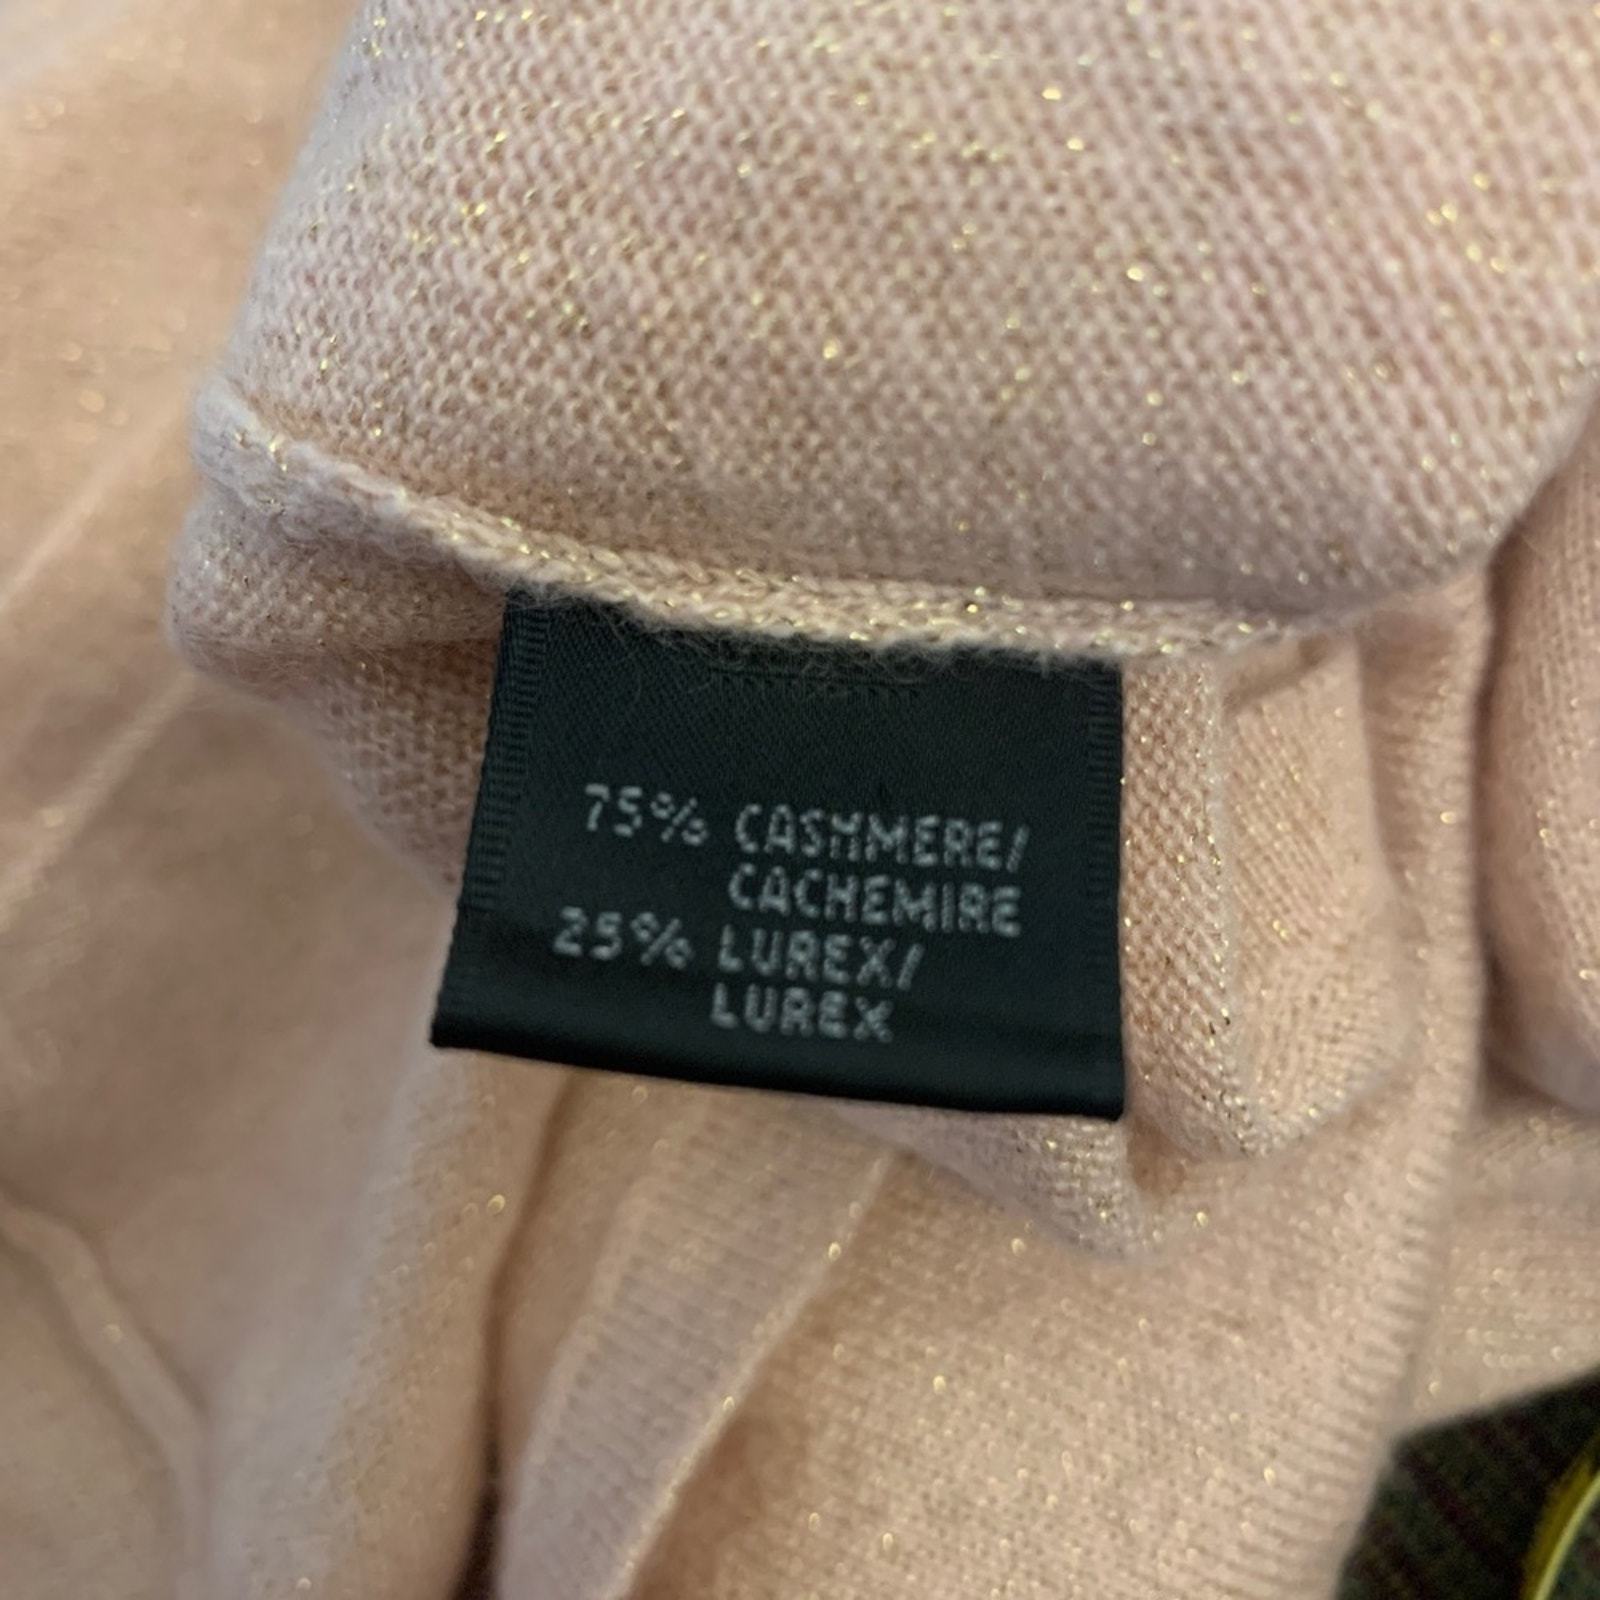 75% CASHMERE/
CACHEMIRE
25% LUREX/
LUREX